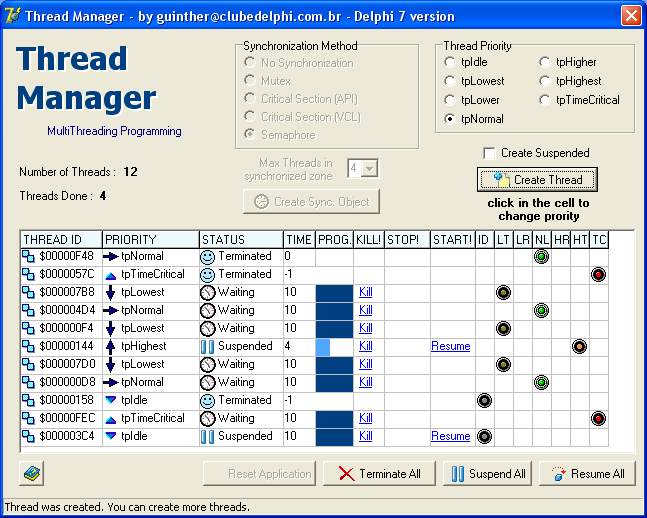 Thread Manager - by guinther@clubedelphi.com.br - Delphi 7 version
Thread
Manager
MultiThreading Programming
Number of Threads : 12
Threads Done : 4
Synchronization Method
No Synchronization
Mutex
Critical Section (API)
Critical Section (VCL)
Semaphore
Max Threads in
synchronized zone
4
Create Sync. Object
Thread Priority
tpIdle
tpHigher
tpLowest
tpHighest
tpLower
tpTimeCritical
tpNormal
Create Suspended
Create Thread
click in the cell to
change prority
THREAD ID PRIORITY STATUS TIME PROG. KILL! STOP! START! ID LT LR NL HR HT TC
$00000F48 tpNormal Terminated 0
$0000057C tpTimeCritical Terminated -1
$000007B8 tpLowest Waiting 10 Kill
$000004D4 tpNormal Waiting 10 Kill
$000000F4 tpLowest Waiting 10 Kill
$00000144 tpHighest Suspended 4 Kill Resume
$000007D0 tpLowest Waiting 10 Kill
$000000D8 tpNormal Waiting 10 Kill
$00000158 tpIdle Terminated -1
$00000FEC tpTimeCritical Waiting 10 Kill
$000003C4 tpIdle Suspended 10 Kill Resume
Reset Application
Terminate All
Suspend All
Resume All
Thread was created. You can create more threads.